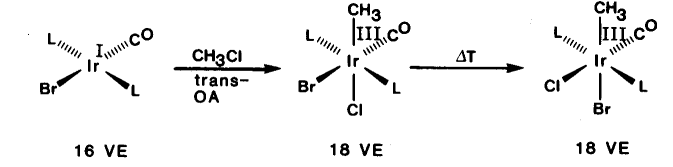 L I CO
Ir
Br L
16 VE
CH3Cl
trans-
OA
CH3
L III CO
Ir
Br L
Cl
18 VE
ΔT
CH3
L III CO
Ir
Cl L
Br
18 VE